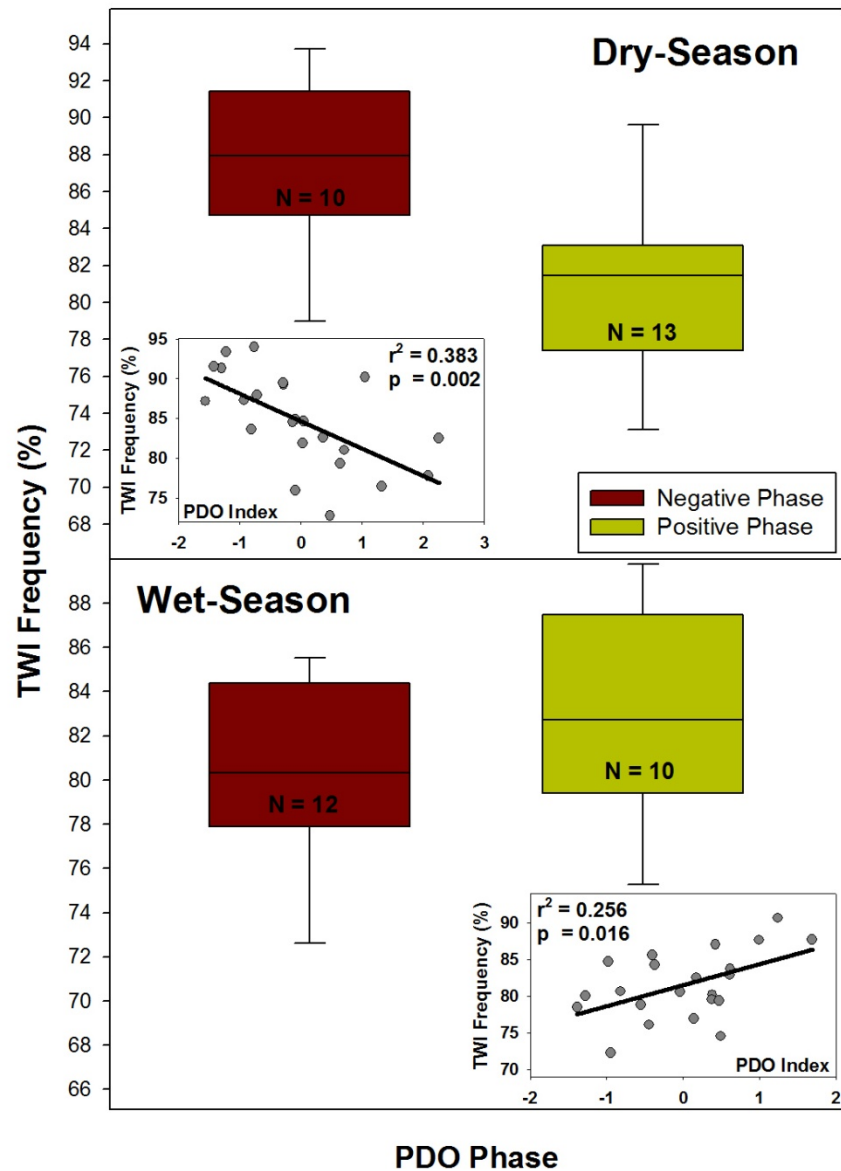 TWI Frequency (%)
94
92
90
88
86
84
82
80
78
76
74
72
70
68
Dry-Season
N = 10
N = 13
TWI Frequency (%)
95
90
85
80
75
r² = 0.383
p = 0.002
PDO Index
-2 -1 0 1 2 3
Negative Phase
Positive Phase
88
86
84
82
80
78
76
74
72
70
68
66
Wet-Season
N = 12
N = 10
TWI Frequency (%)
90
85
80
75
70
r² = 0.256
p = 0.016
PDO Index
-2 -1 0 1 2
PDO Phase